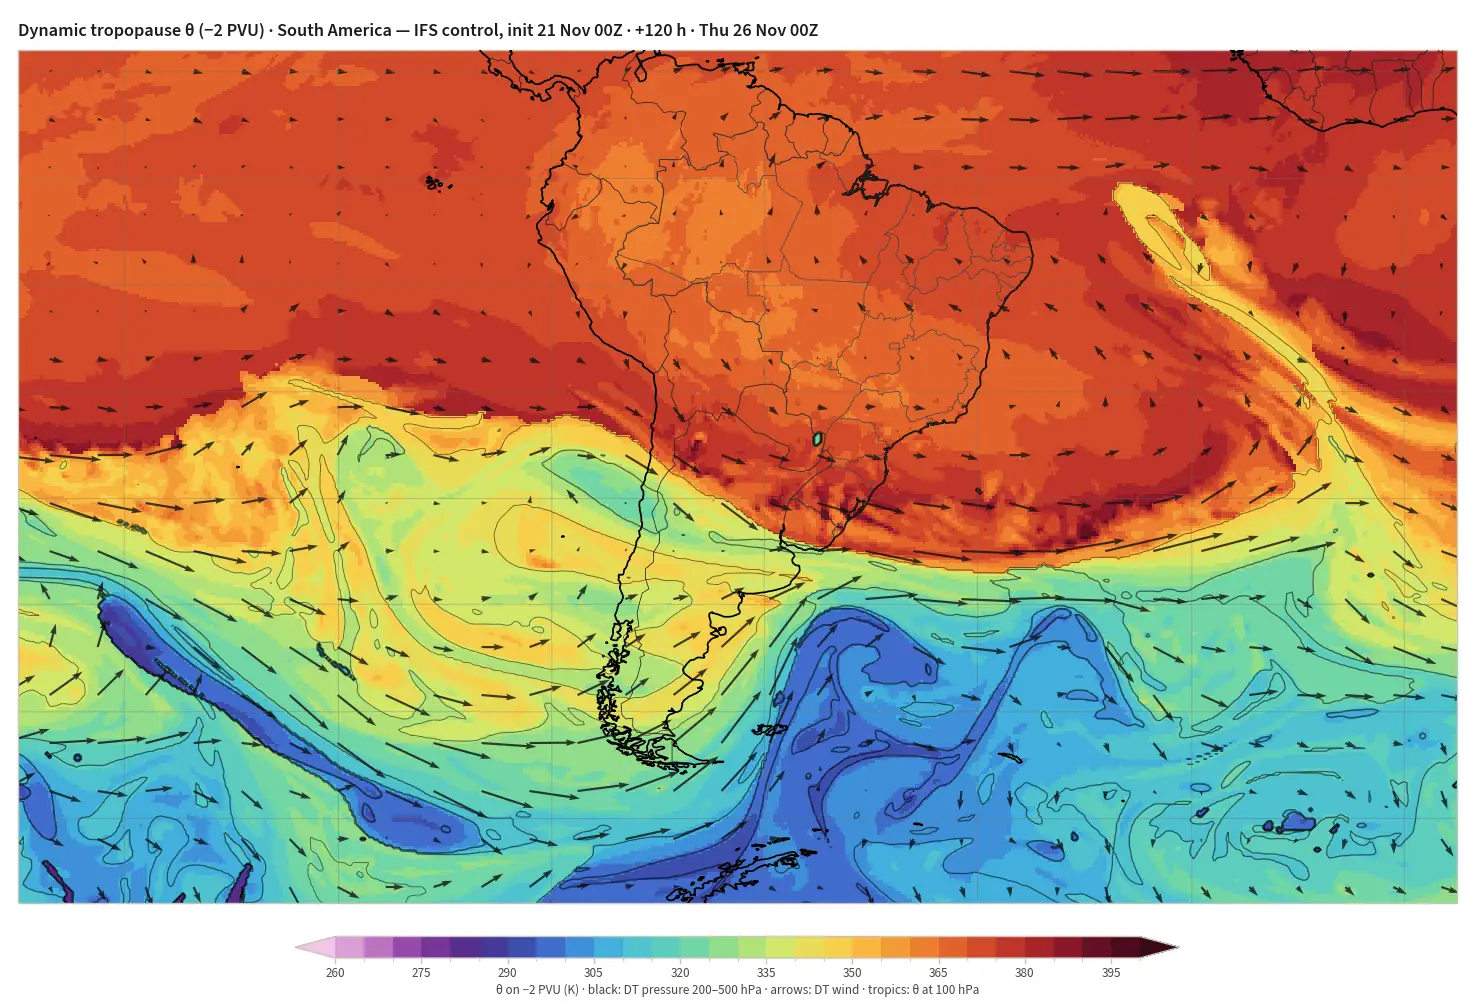 Dynamic tropopause θ (−2 PVU) · South America — IFS control, init 21 Nov 00Z · +120 h · Thu 26 Nov 00Z
260 275 290 305 320 335 350 365 380 395
θ on −2 PVU (K) · black: DT pressure 200–500 hPa · arrows: DT wind · tropics: θ at 100 hPa